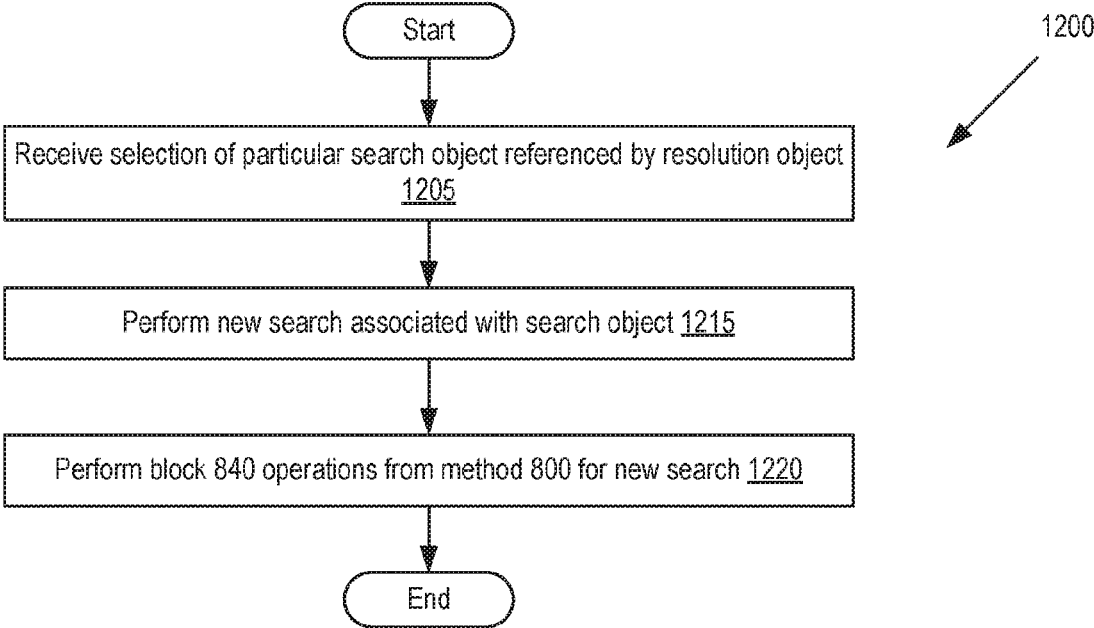 Start
1200
Receive selection of particular search object referenced by resolution object
1205
Perform new search associated with search object 1215
Perform block 840 operations from method 800 for new search 1220
End